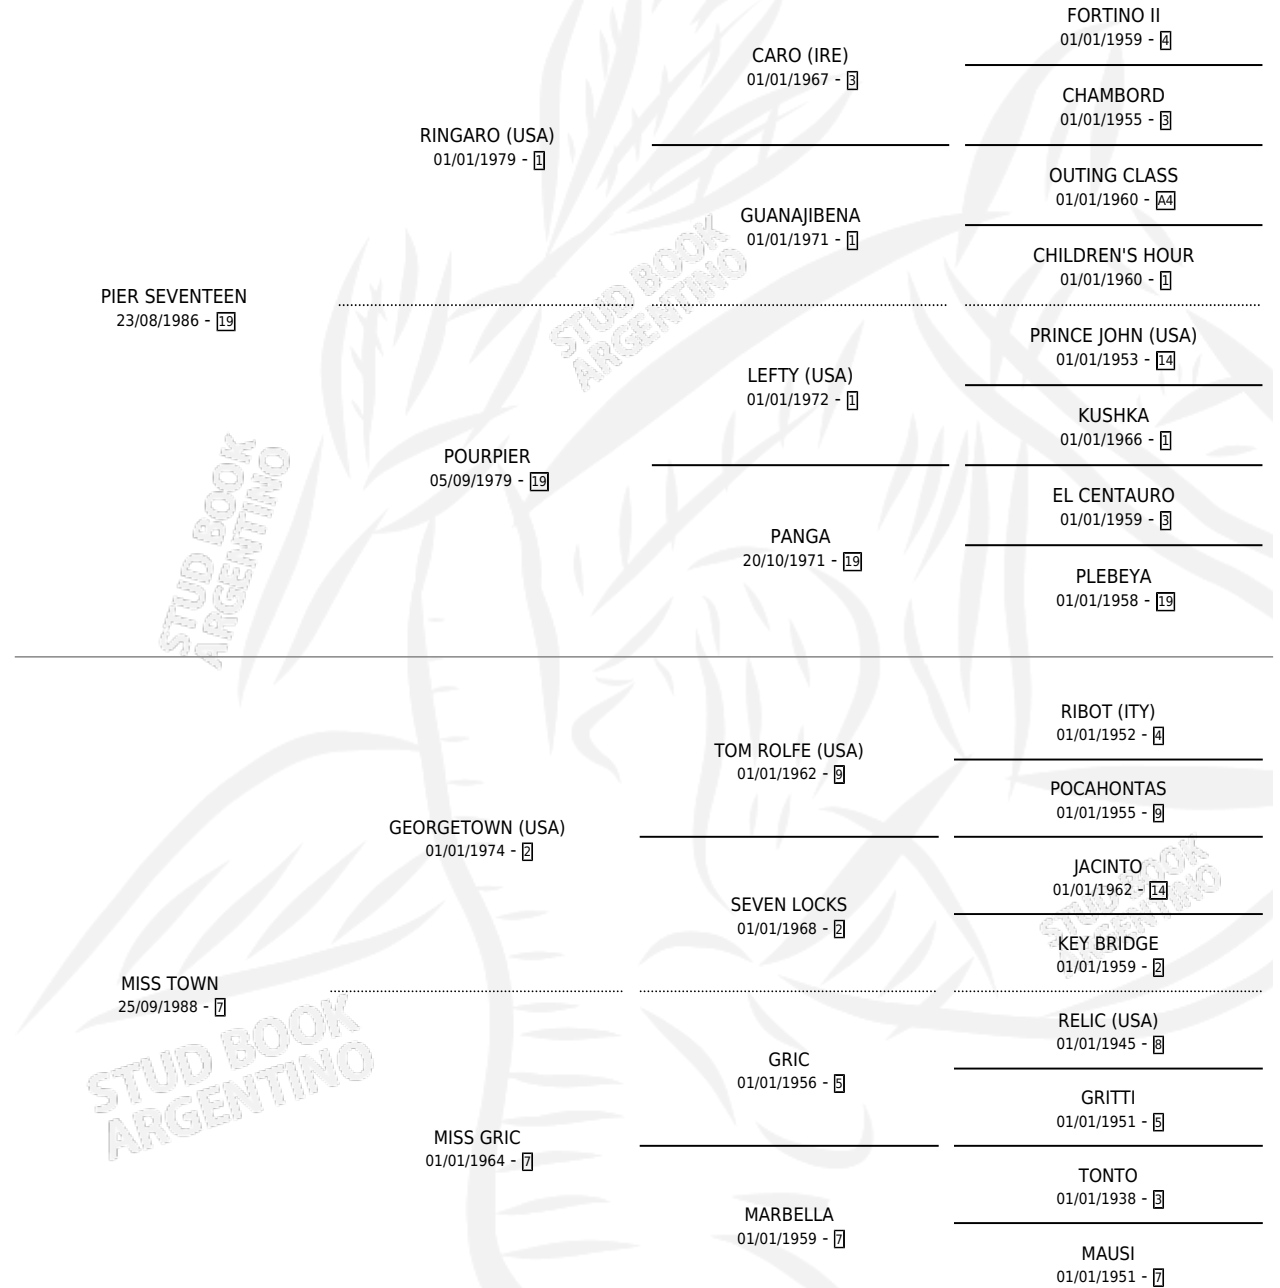 FORTINO II
01/01/1959 - 4
CARO (IRE)
01/01/1967 - 3
CHAMBORD
01/01/1955 - 3
RINGARO (USA)
01/01/1979 - 1
OUTING CLASS
01/01/1960 - A4
GUANAJIBENA
01/01/1971 - 1
CHILDREN'S HOUR
01/01/1960 - 1
PIER SEVENTEEN
23/08/1986 - 19
PRINCE JOHN (USA)
01/01/1953 - 14
LEFTY (USA)
01/01/1972 - 1
KUSHKA
01/01/1966 - 1
POURPIER
05/09/1979 - 19
EL CENTAURO
01/01/1959 - 3
PANGA
20/10/1971 - 19
PLEBEYA
01/01/1958 - 19
RIBOT (ITY)
01/01/1952 - 4
TOM ROLFE (USA)
01/01/1962 - 9
POCAHONTAS
01/01/1955 - 9
GEORGETOWN (USA)
01/01/1974 - 2
JACINTO
01/01/1962 - 14
SEVEN LOCKS
01/01/1968 - 2
KEY BRIDGE
01/01/1959 - 2
MISS TOWN
25/09/1988 - 7
RELIC (USA)
01/01/1945 - 8
GRIC
01/01/1956 - 5
GRITTI
01/01/1951 - 5
MISS GRIC
01/01/1964 - 7
TONTO
01/01/1938 - 3
MARBELLA
01/01/1959 - 7
MAUSI
01/01/1951 - 7
STUD BOOK
ARGENTINO
STUD BOOK
ARGENTINO
STUD BOOK
ARGENTINO
STUD BOOK
ARGENTINO